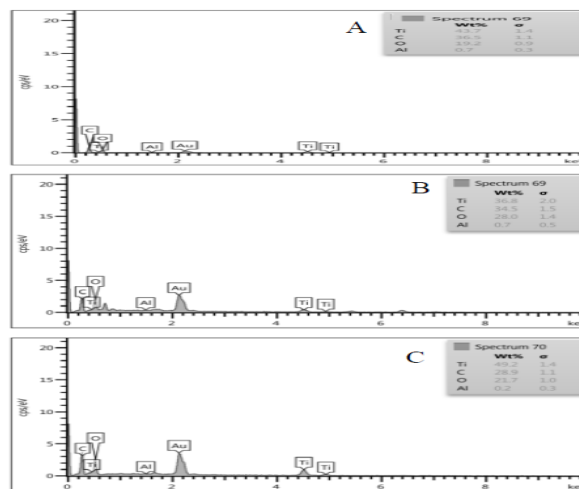 A
Spectrum 69
Wt% σ
Ti 43.7 1.4
C 36.5 1.1
O 19.2 0.9
Al 0.7 0.3
cps/eV
20
15
10
5
0
C Ti O Al Au Ti Ti
0 2 4 6 8 ke
B
Spectrum 69
Wt% σ
Ti 36.8 2.0
C 34.5 1.5
O 28.0 1.4
Al 0.7 0.5
cps/eV
20
15
10
5
0
C Ti O Al Au Ti Ti
0 2 4 6 8 ke
C
Spectrum 70
Wt% σ
Ti 49.2 1.4
C 28.9 1.1
O 21.7 1.0
Al 0.2 0.3
cps/eV
20
15
10
5
0
C Ti O Al Au Ti Ti
0 2 4 6 8 ke